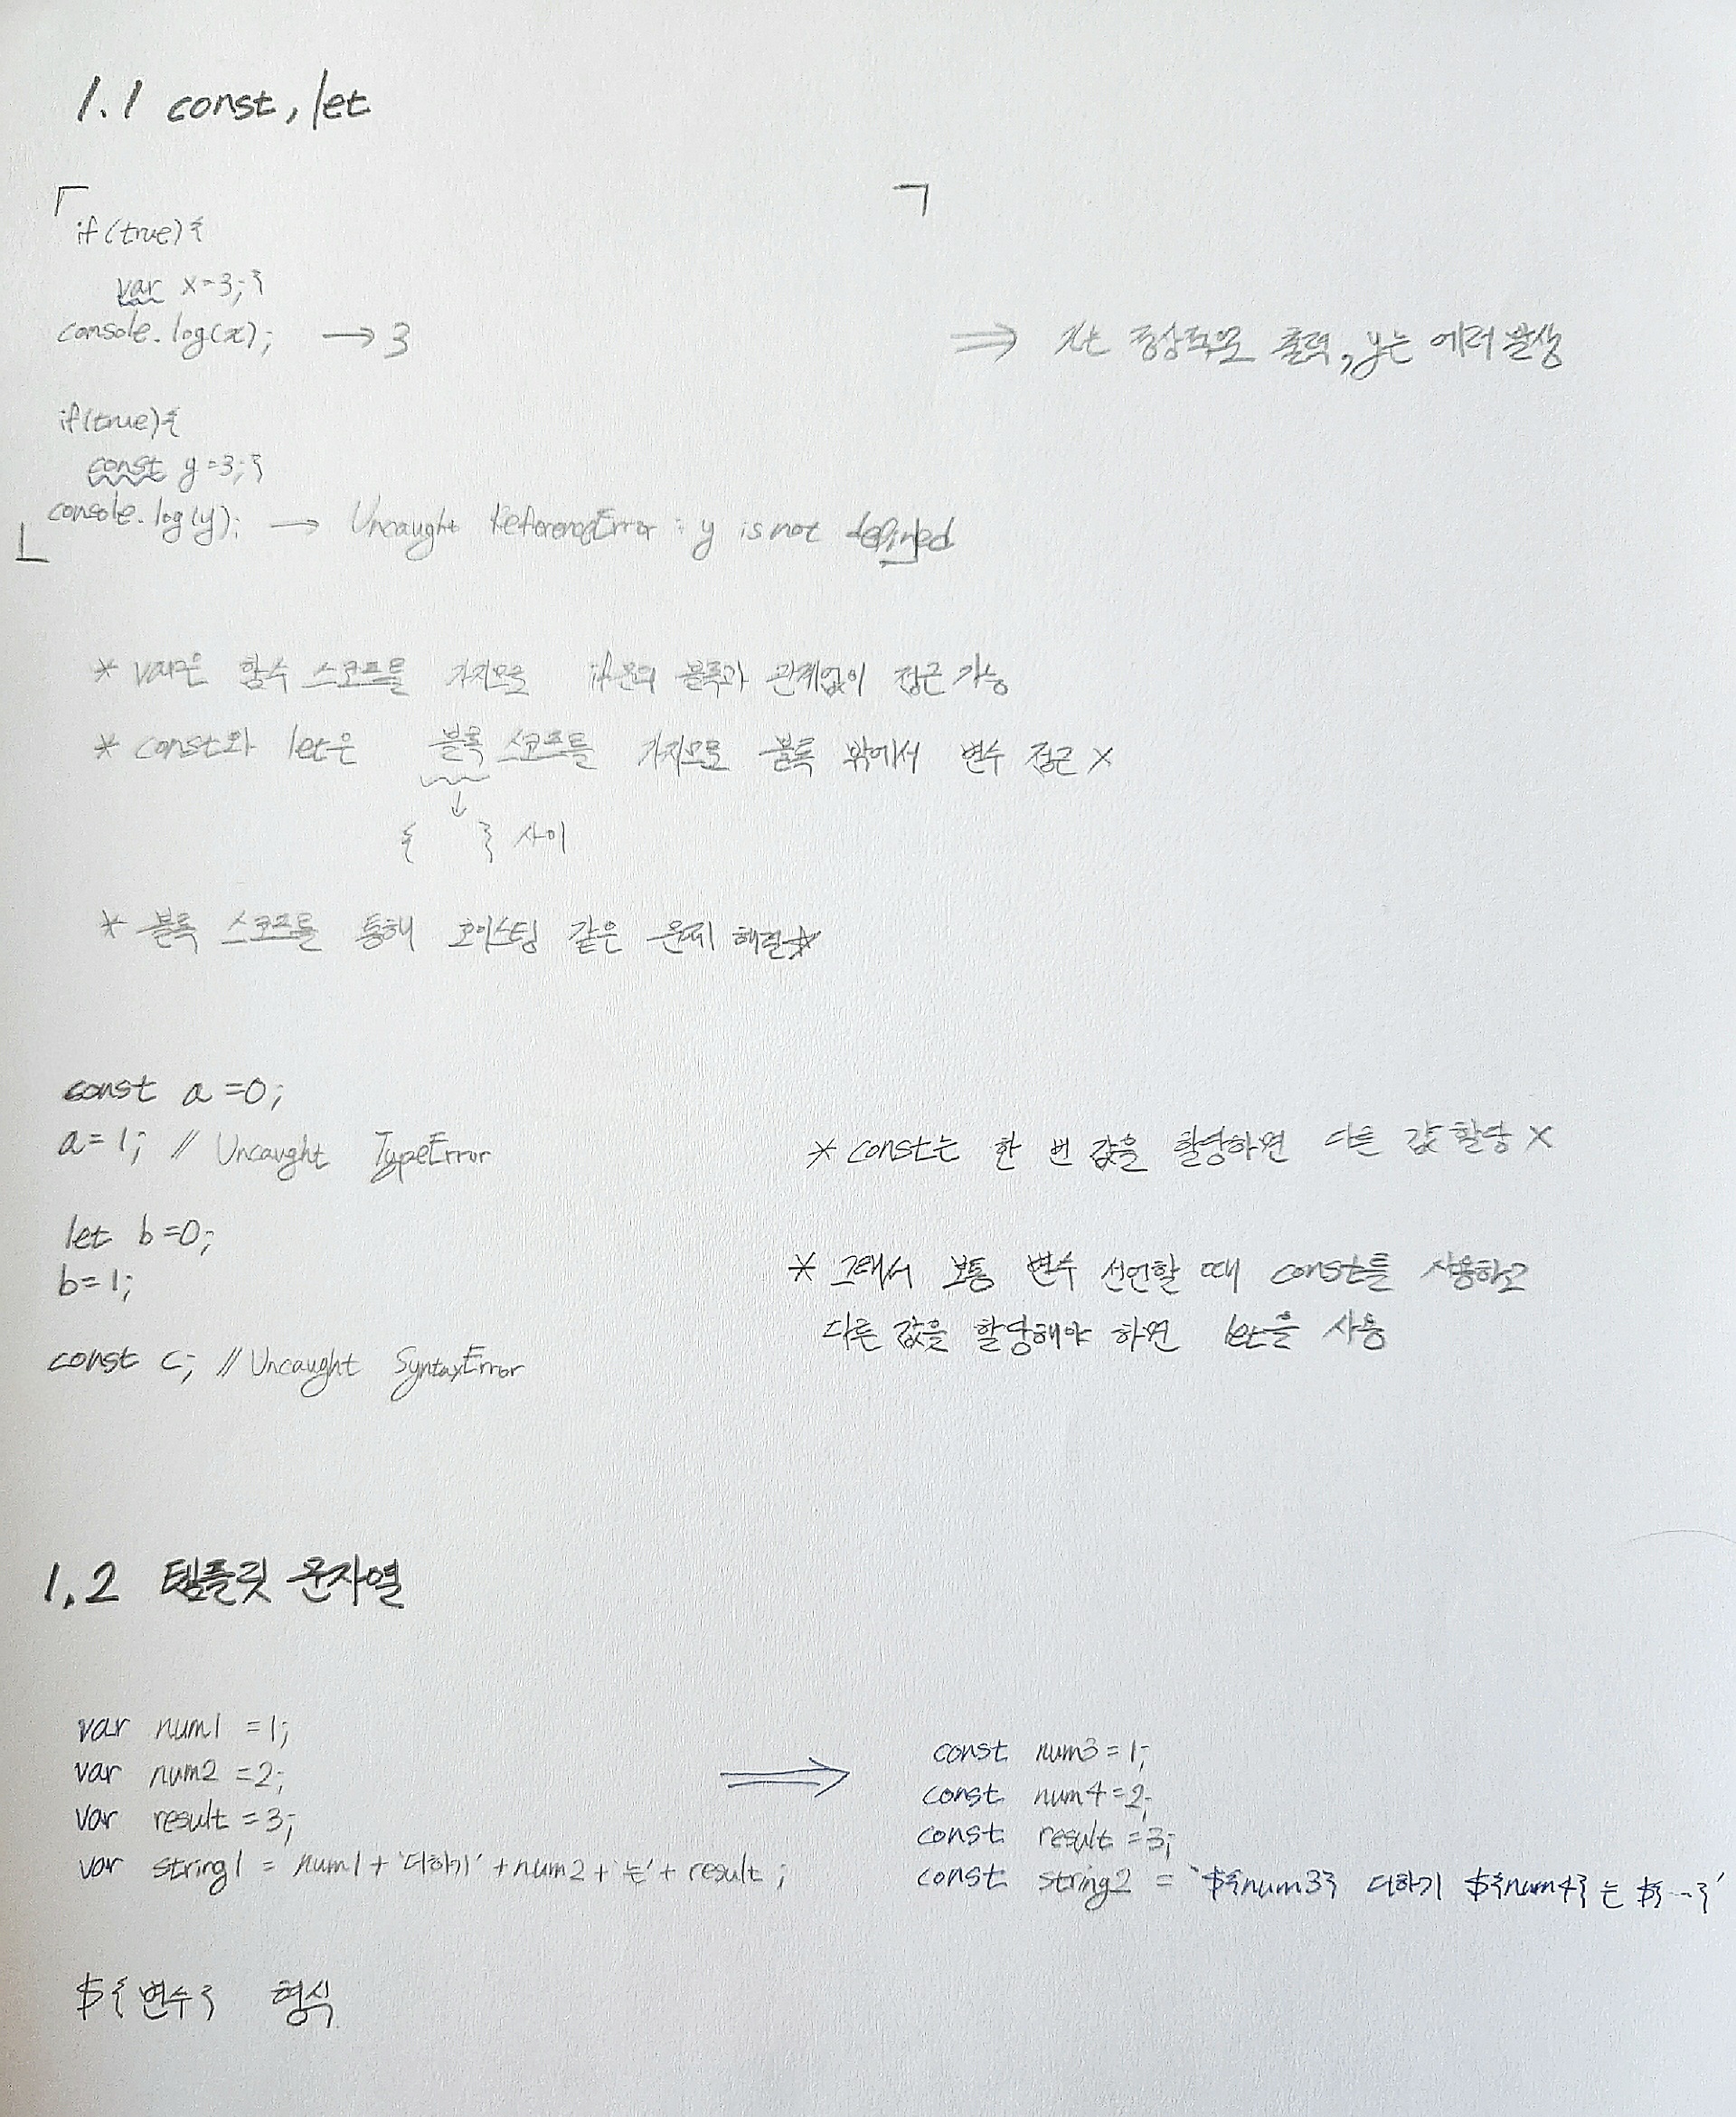 1.1 const, let
if(true){
var x=3;}
console.log(x); → 3
⇒ x는 정상적으로 출력, y는 에러 발생
if(true){
const y=3;}
console.log(y); → Uncaught ReferenceError : y is not defined
* var은 함수 스코프를 가지므로 if문의 블록과 관계없이 접근 가능
* const와 let은 블록 스코프를 가지므로 블록 밖에서 변수 접근 X
↓
{ } 사이
* 블록 스코프를 통해 호이스팅 같은 문제 해결☆
const a=0;
a=1; // Uncaught TypeError
* const는 한 번 값을 할당하면 다른 값 할당 X
let b=0;
b=1;
* 그래서 보통 변수 선언할 때 const를 사용하고
다른 값을 할당해야 하면 let을 사용
const c; // Uncaught SyntaxError
1.2 템플릿 문자열
var num1 =1;
var num2 =2;
var result =3;
var string1 = num1+'더하기'+num2+'는'+result;
⇒
const num3=1;
const num4=2;
const result=3;
const string2 = `${num3} 더하기 ${num4}는 ${...}'
${변수} 형식